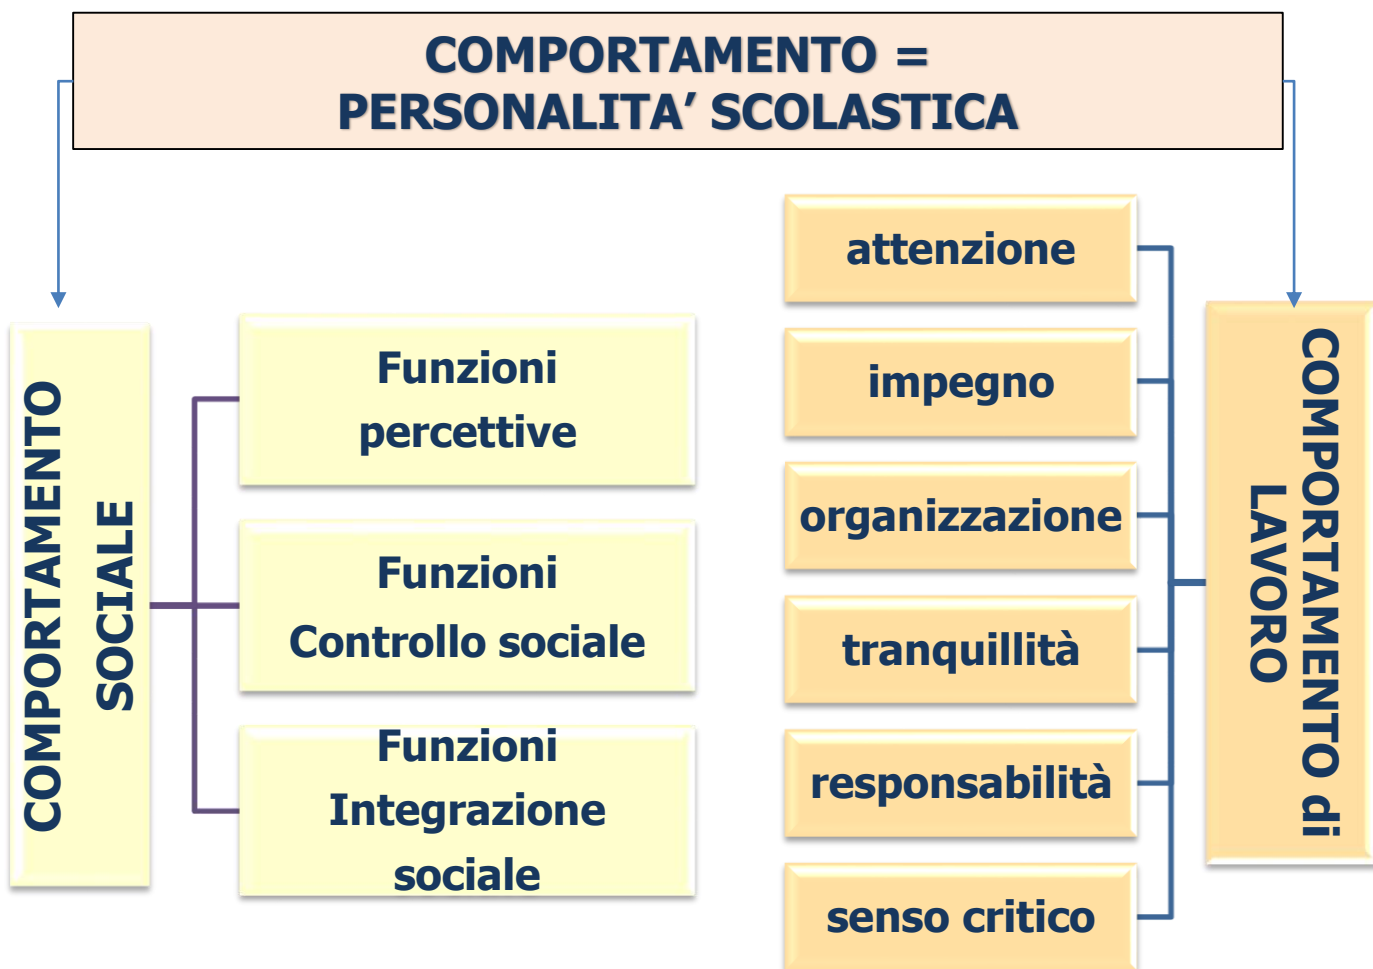 COMPORTAMENTO =
PERSONALITA’ SCOLASTICA
COMPORTAMENTO
SOCIALE
Funzioni
percettive
Funzioni
Controllo sociale
Funzioni
Integrazione
sociale
attenzione
impegno
organizzazione
tranquillità
responsabilità
senso critico
COMPORTAMENTO di
LAVORO